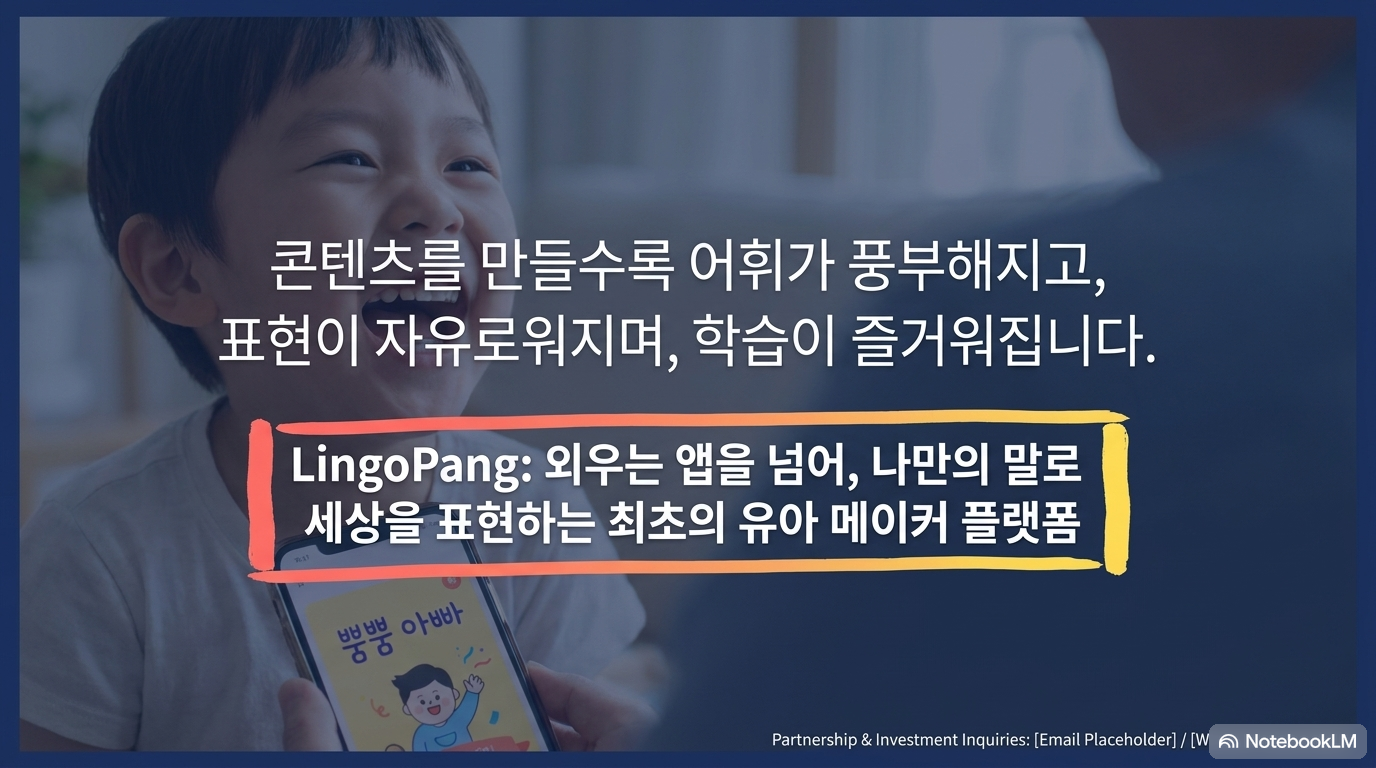 콘텐츠를 만들수록 어휘가 풍부해지고,
표현이 자유로워지며, 학습이 즐거워집니다.
LingoPang: 외우는 앱을 넘어, 나만의 말로
세상을 표현하는 최초의 유아 메이커 플랫폼
뿜뿜 아빠
Partnership & Investment Inquiries: [Email Placeholder] / [W
NotebookLM